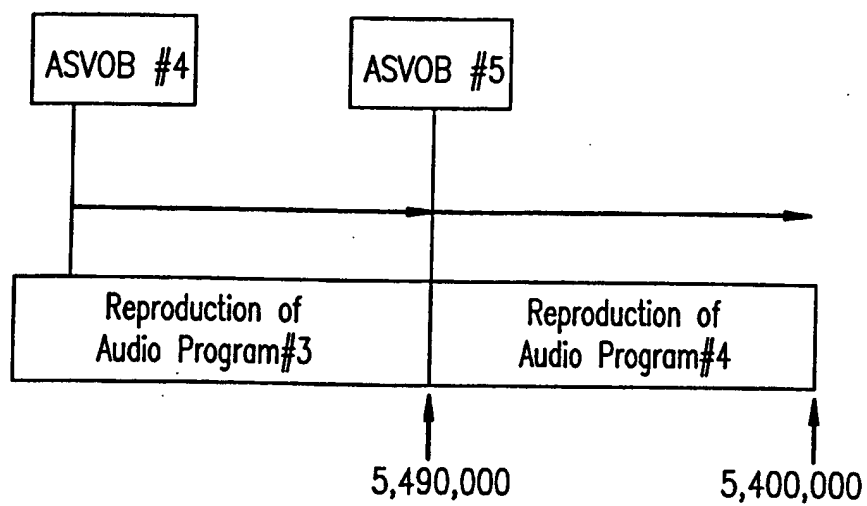 ASVOB #4
ASVOB #5
Reproduction of
Audio Program#3
Reproduction of
Audio Program#4
5,490,000
5,400,000